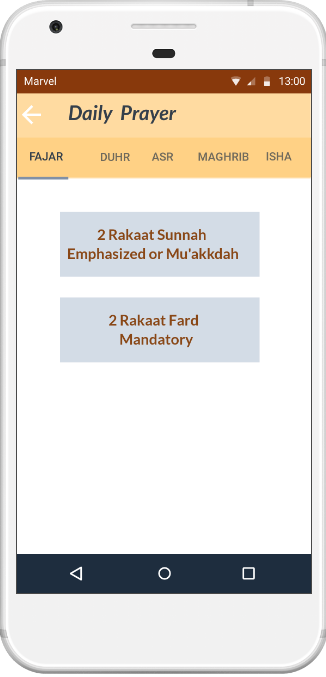 Marvel 13:00
Daily Prayer
FAJAR DUHR ASR MAGHRIB ISHA
2 Rakaat Sunnah
Emphasized or Mu'akkdah
2 Rakaat Fard
Mandatory